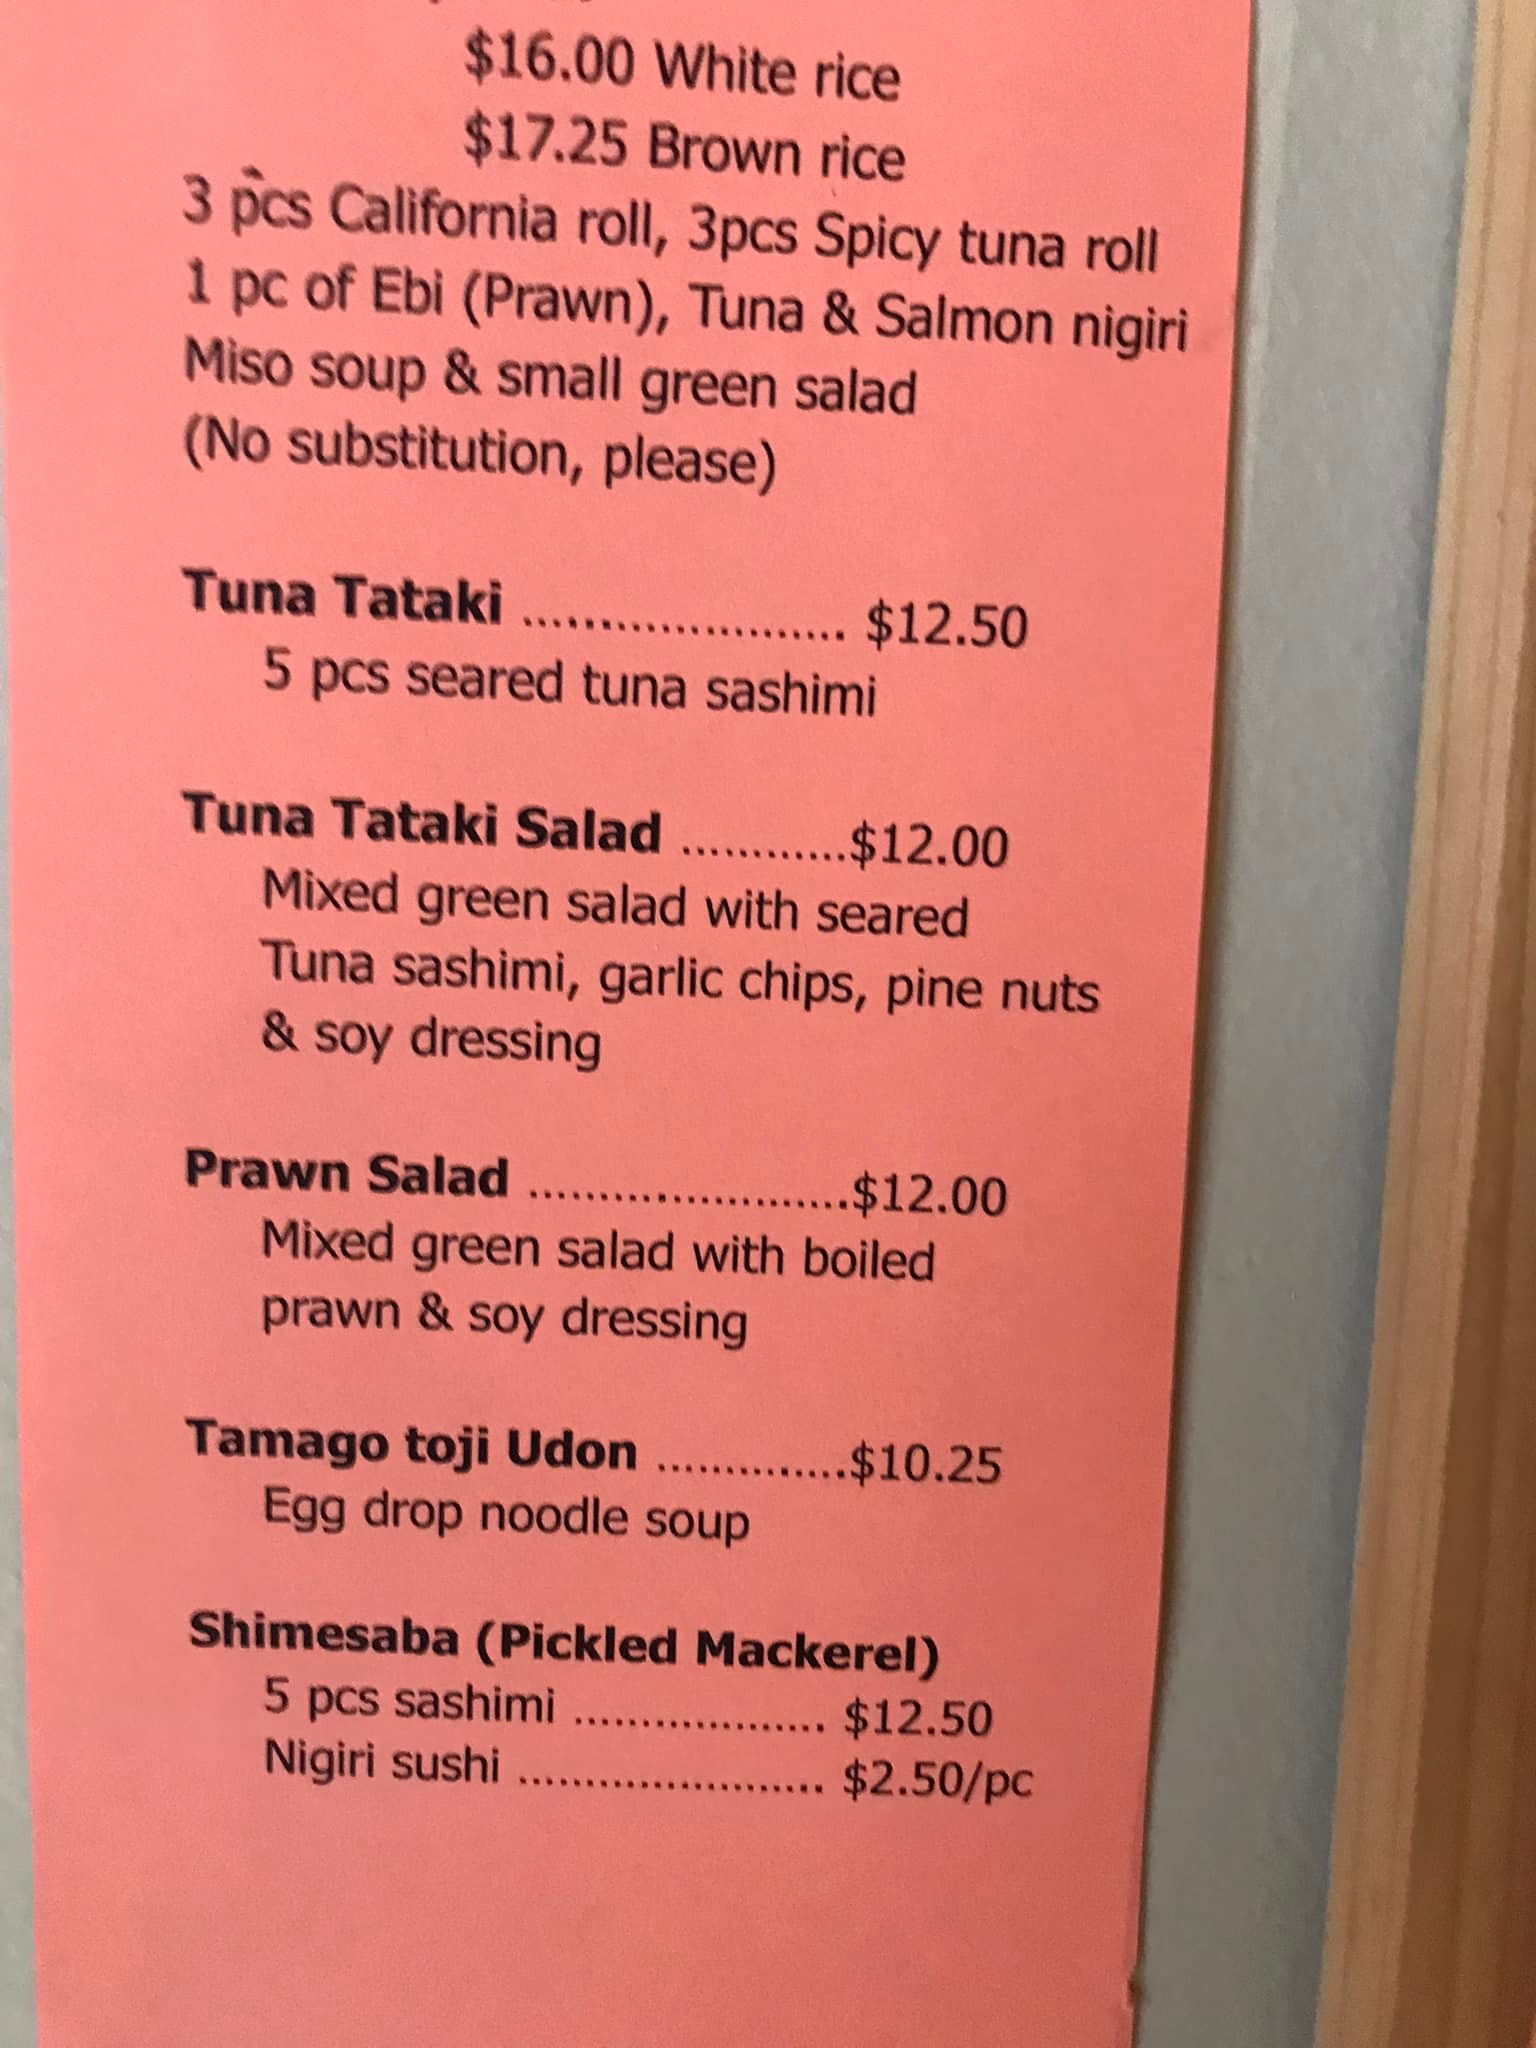 $16.00 White rice
$17.25 Brown rice
3 pcs California roll, 3pcs Spicy tuna roll
1 pc of Ebi (Prawn), Tuna & Salmon nigiri
Miso soup & small green salad
(No substitution, please)
Tuna Tataki ...................... $12.50
5 pcs seared tuna sashimi
Tuna Tataki Salad ............$12.00
Mixed green salad with seared
Tuna sashimi, garlic chips, pine nuts
& soy dressing
Prawn Salad .......................$12.00
Mixed green salad with boiled
prawn & soy dressing
Tamago toji Udon ..............$10.25
Egg drop noodle soup
Shimesaba (Pickled Mackerel)
5 pcs sashimi ................... $12.50
Nigiri sushi ....................... $2.50/pc